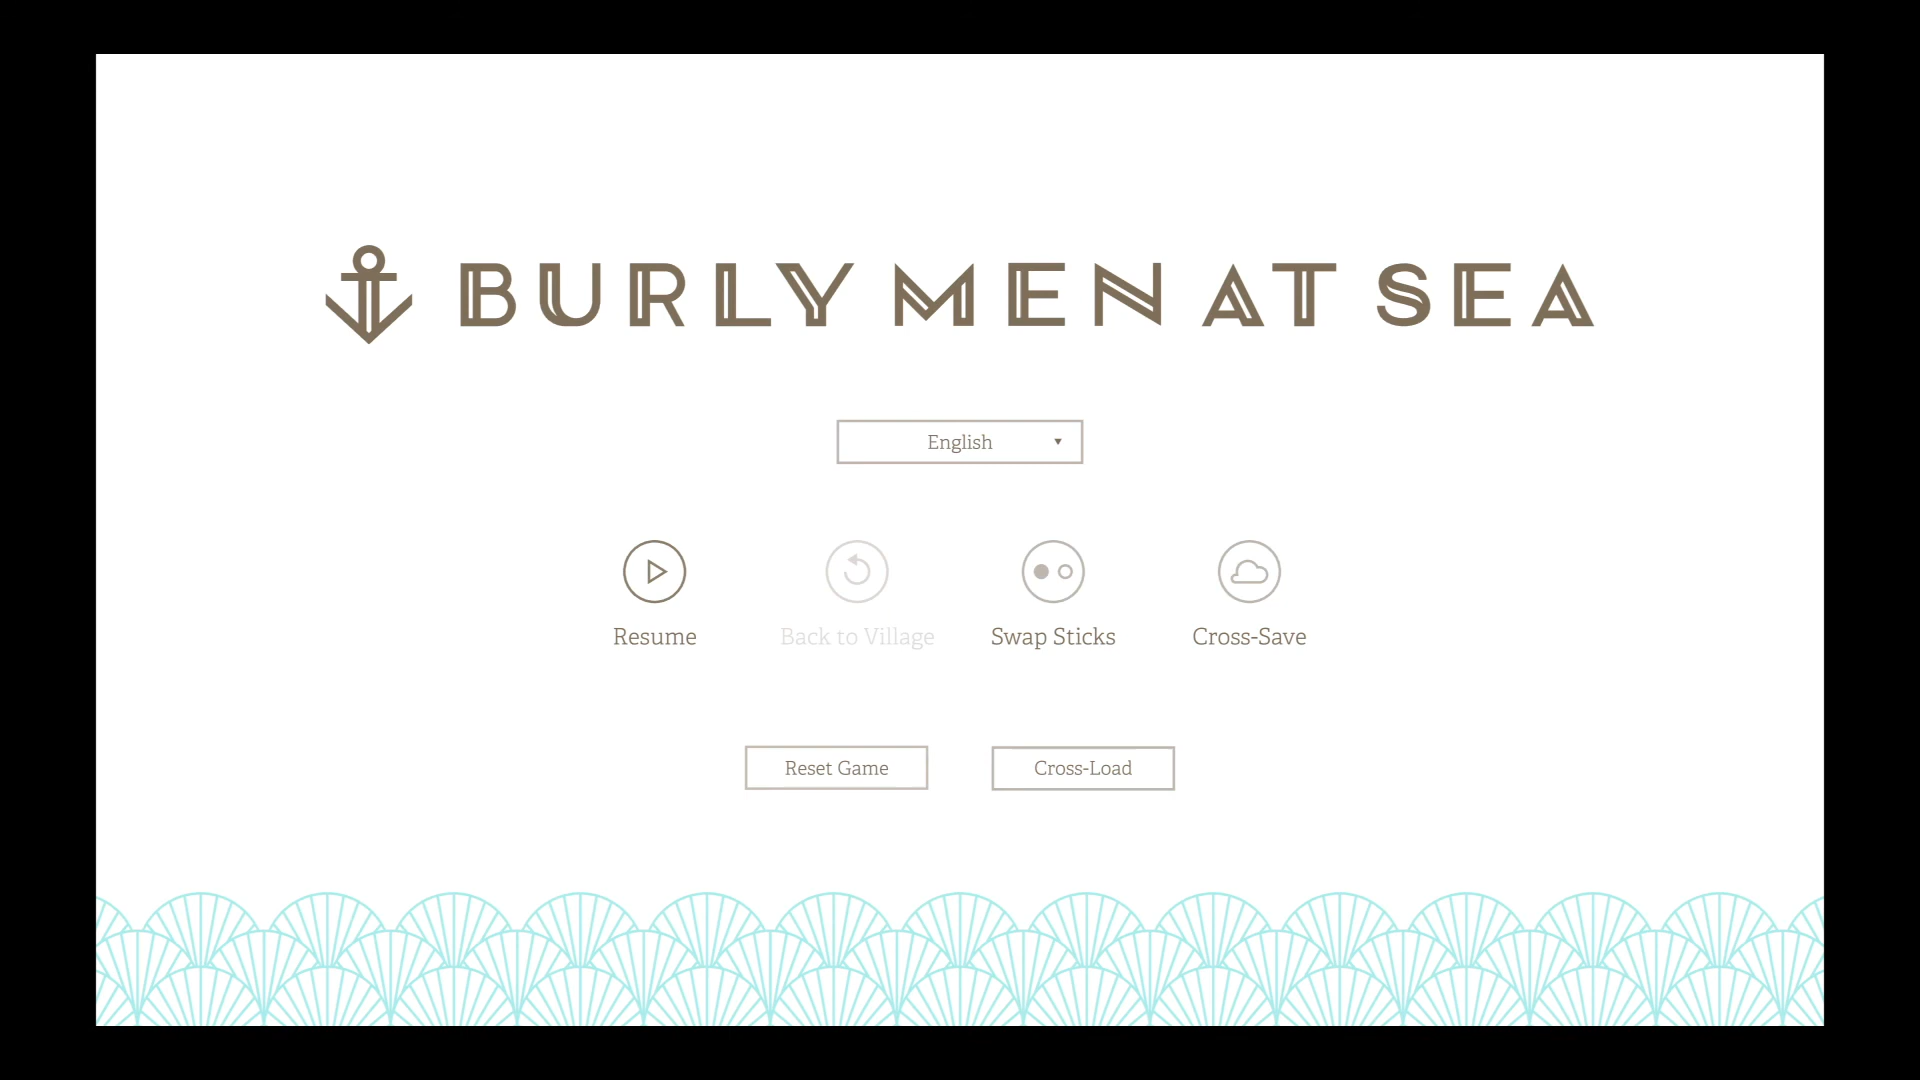 BURLY MEN AT SEA
English
Resume
Back to Village
Swap Sticks
Cross-Save
Reset Game
Cross-Load